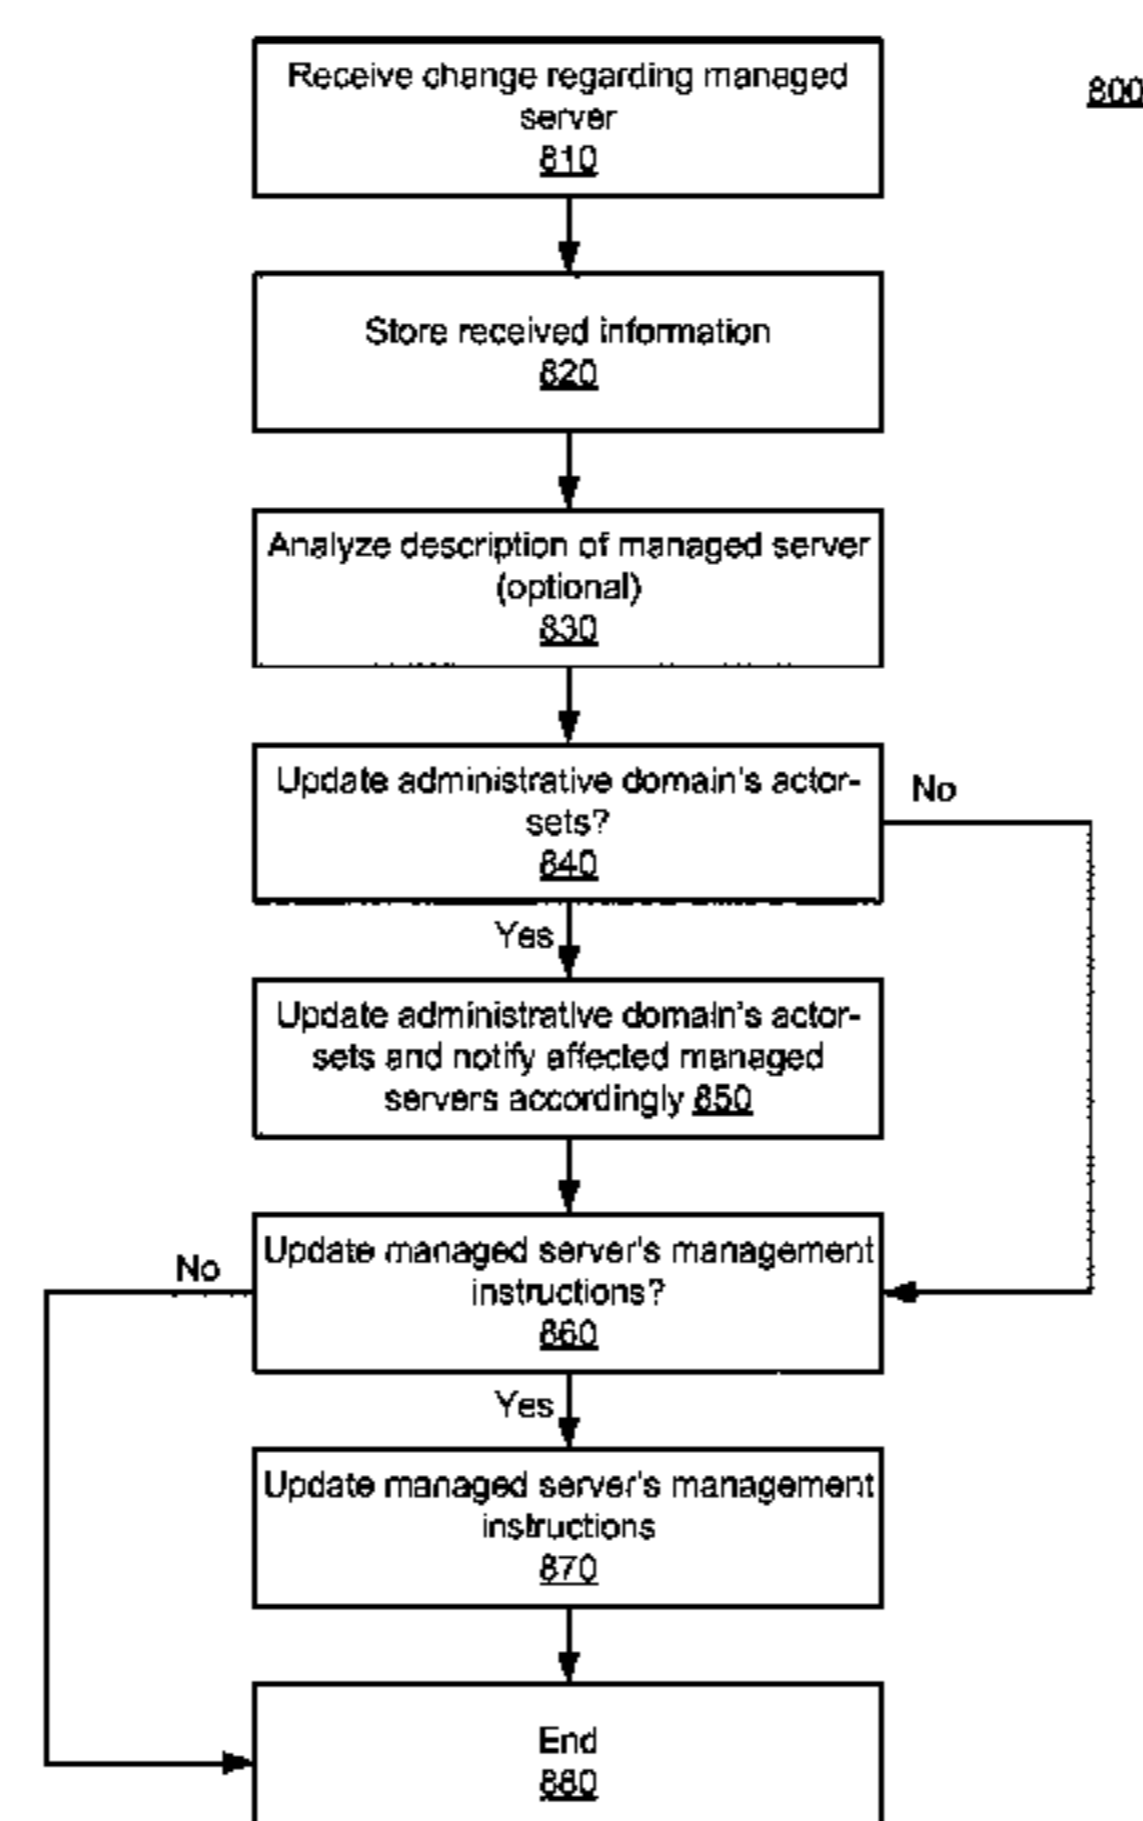 Receive change regarding managed
server
810
800
Store received information
820
Analyze description of managed server
(optional)
830
Update administrative domain's actor-
sets?
840
No
Yes
Update administrative domain's actor-
sets and notify affected managed
servers accordingly 850
Update managed server's management
instructions?
860
No
Yes
Update managed server's management
instructions
870
End
880